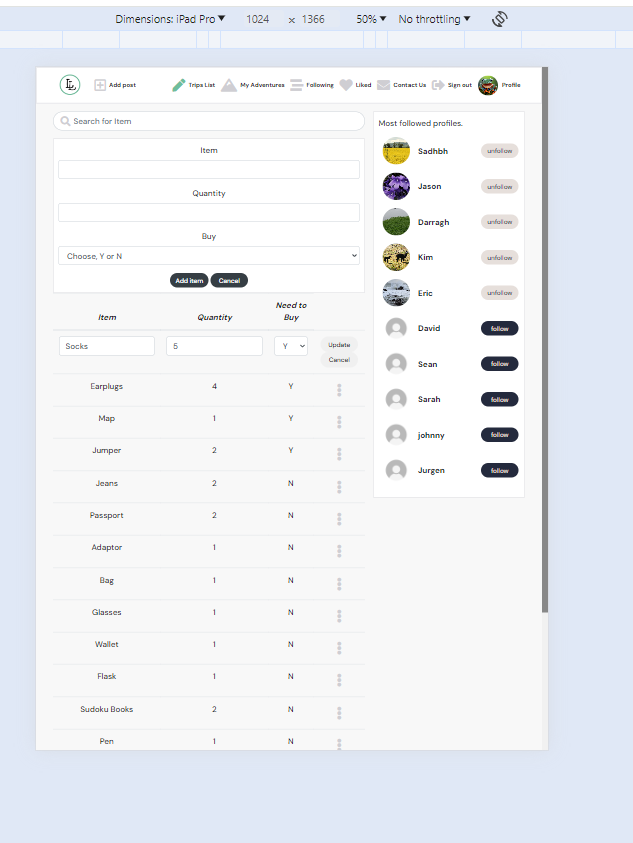 Dimensions: iPad Pro ▼ 1024 x 1366 50% ▼ No throttling ▼
LL Add post Trips List My Adventures Following Liked Contact Us Sign out Profile
Search for Item
Item
Quantity
Buy
Choose, Y or N
Add item Cancel
Item Quantity Need to Buy
Socks 5 Y Update
Cancel
Earplugs 4 Y
Map 1 Y
Jumper 2 Y
Jeans 2 N
Passport 2 N
Adaptor 1 N
Bag 1 N
Glasses 1 N
Wallet 1 N
Flask 1 N
Sudoku Books 2 N
Pen 1 N
Most followed profiles.
Sadhbh unfollow
Jason unfollow
Darragh unfollow
Kim unfollow
Eric unfollow
David follow
Sean follow
Sarah follow
johnny follow
Jurgen follow